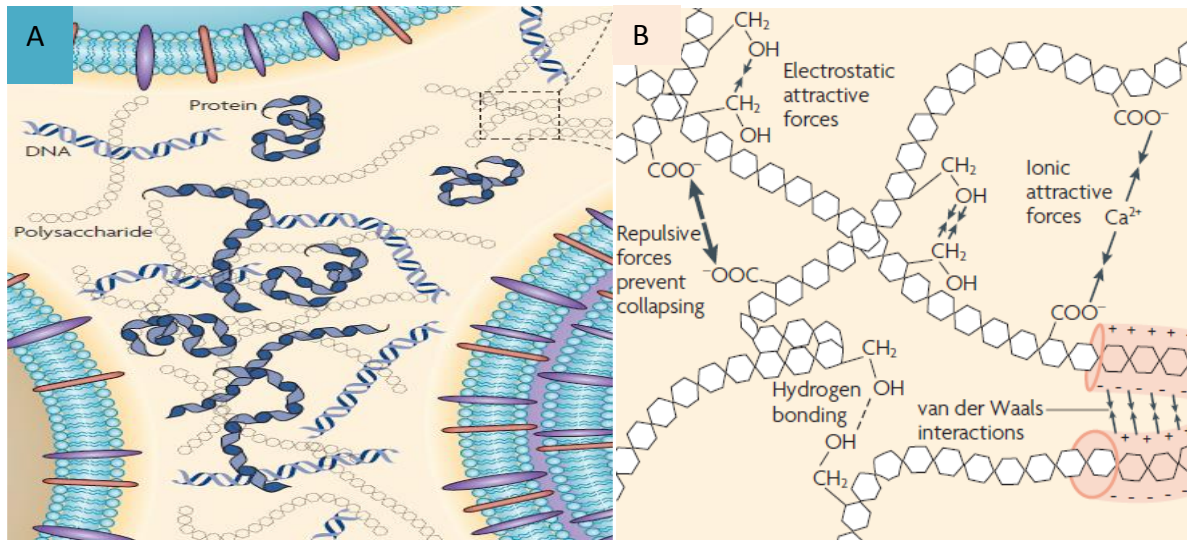 A
Protein
DNA
Polysaccharide
B
CH₂
OH
CH₂
OH
Electrostatic
attractive
forces
COO⁻
COO⁻
CH₂
OH
CH₂
OH
Ionic
attractive
forces
Ca²⁺
COO⁻
Repulsive
forces
prevent
collapsing
⁻OOC
CH₂
OH
Hydrogen
bonding
OH
CH₂
van der Waals
interactions
+ + + +
- - - -
+ + + +
- - - -